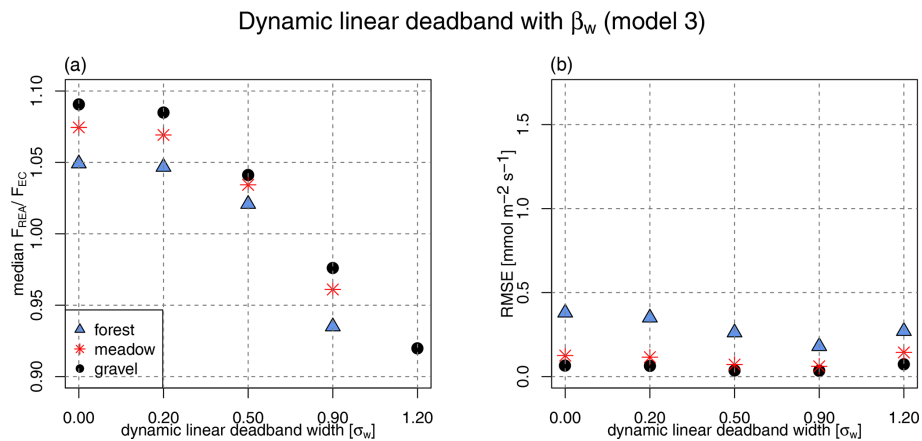 Dynamic linear deadband with βw (model 3)
(a)
median FREA/ FEC
1.10
1.05
1.00
0.95
0.90
forest
meadow
gravel
0.00 0.20 0.50 0.90 1.20
dynamic linear deadband width [σw]
(b)
RMSE [mmol m−2 s−1]
1.5
1.0
0.5
0.0
0.00 0.20 0.50 0.90 1.20
dynamic linear deadband width [σw]